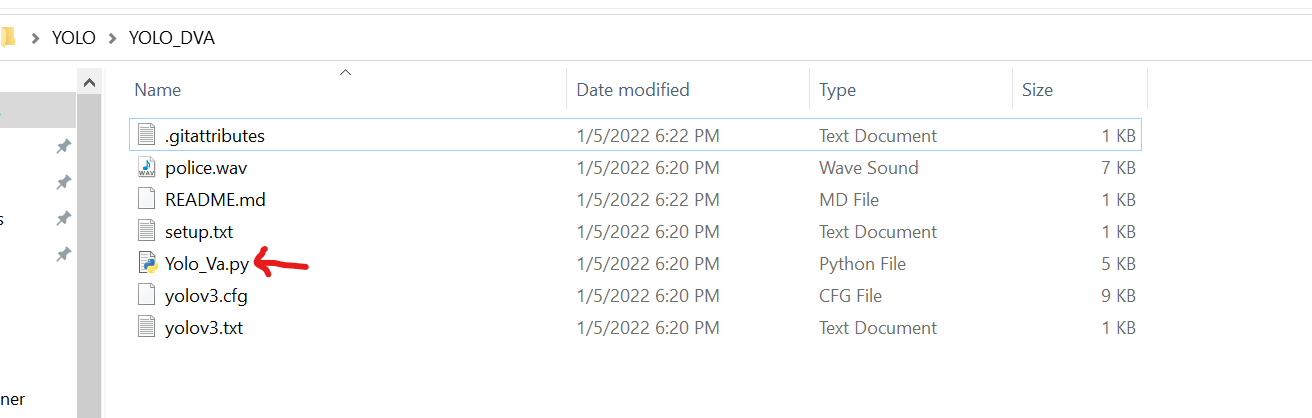 YOLO YOLO_DVA
Name Date modified Type Size
.gitattributes 1/5/2022 6:22 PM Text Document 1 KB
police.wav 1/5/2022 6:20 PM Wave Sound 7 KB
README.md 1/5/2022 6:22 PM MD File 1 KB
setup.txt 1/5/2022 6:20 PM Text Document 1 KB
Yolo_Va.py 1/5/2022 6:20 PM Python File 5 KB
yolov3.cfg 1/5/2022 6:20 PM CFG File 9 KB
yolov3.txt 1/5/2022 6:20 PM Text Document 1 KB
ner